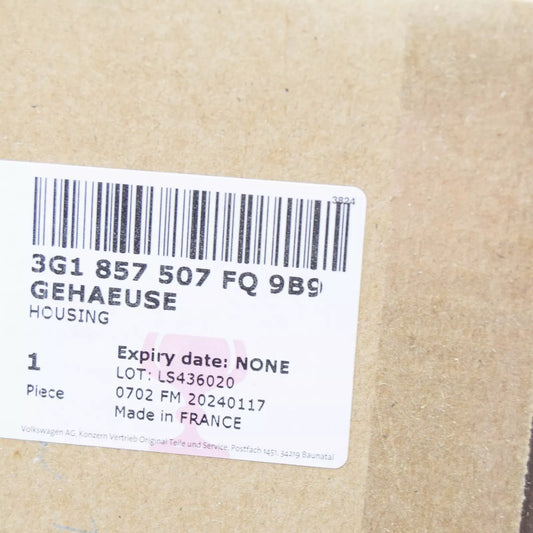 3824
3G1 857 507 FQ 9B9
GEHAEUSE
HOUSING
1
Piece
Expiry date: NONE
LOT: LS436020
0702 FM 20240117
Made in FRANCE
Volkswagen AG, Konzern Vertrieb Original Teile und Service, Postfach 1451, 34219 Baunatal